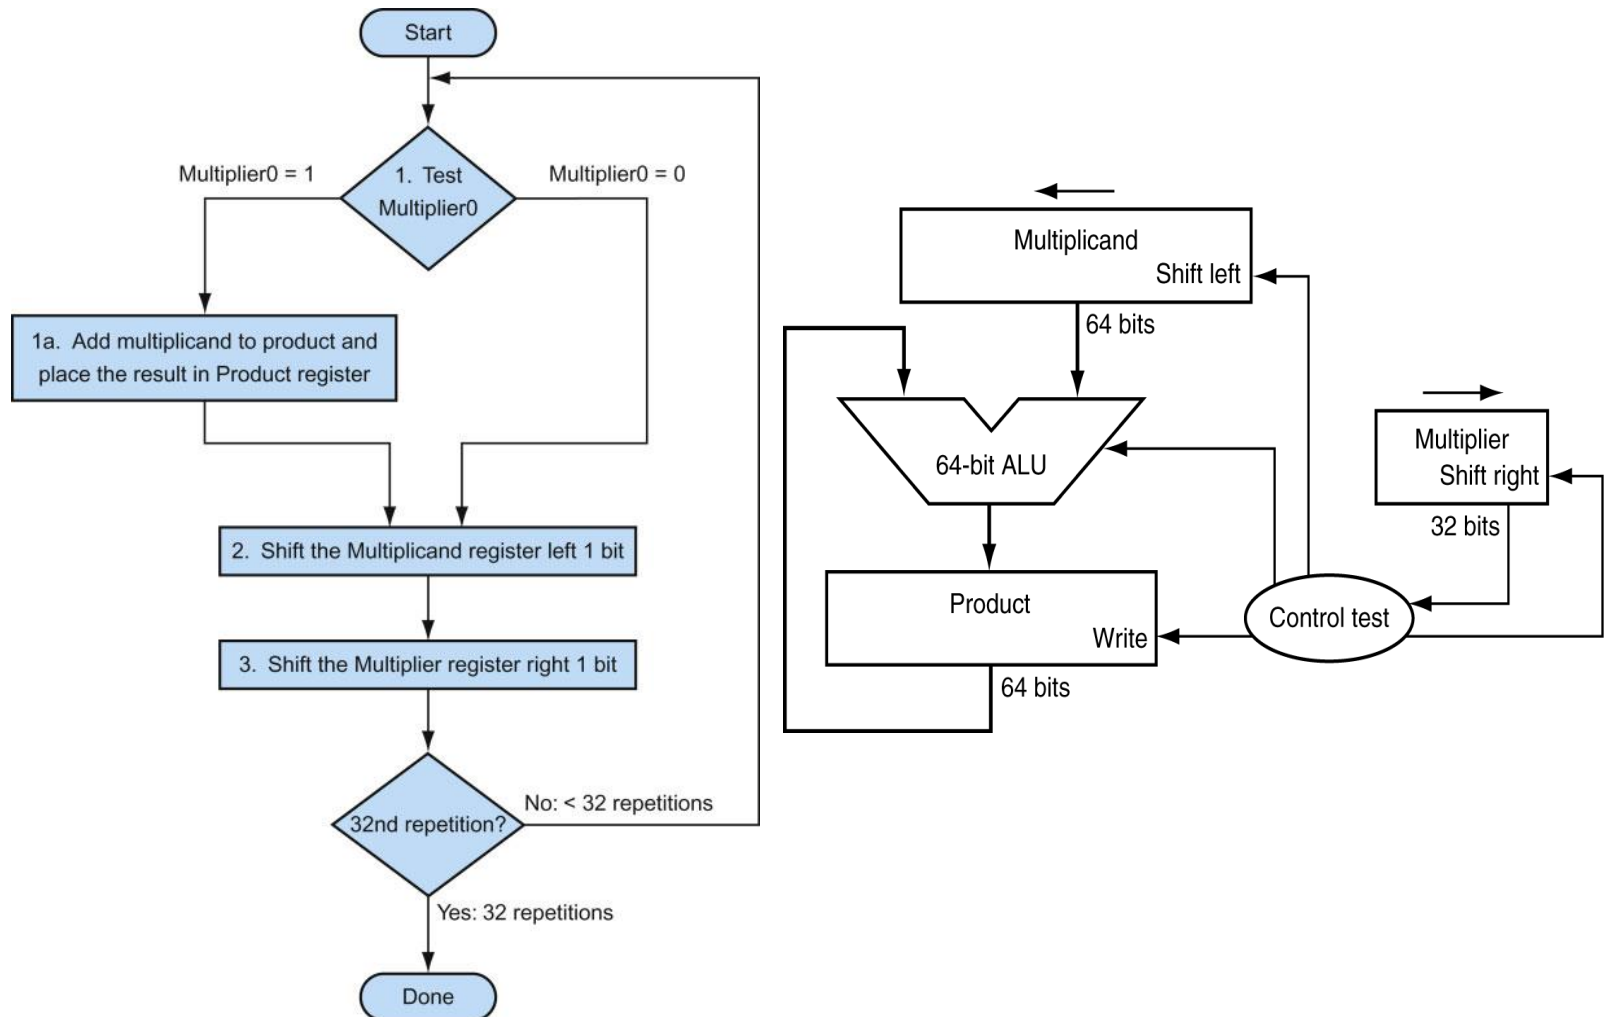 Start
Multiplier0 = 1
1. Test
Multiplier0
Multiplier0 = 0
1a. Add multiplicand to product and
place the result in Product register
2. Shift the Multiplicand register left 1 bit
3. Shift the Multiplier register right 1 bit
32nd repetition?
No: < 32 repetitions
Yes: 32 repetitions
Done
Multiplicand
Shift left
64 bits
64-bit ALU
Multiplier
Shift right
32 bits
Product
Write
64 bits
Control test